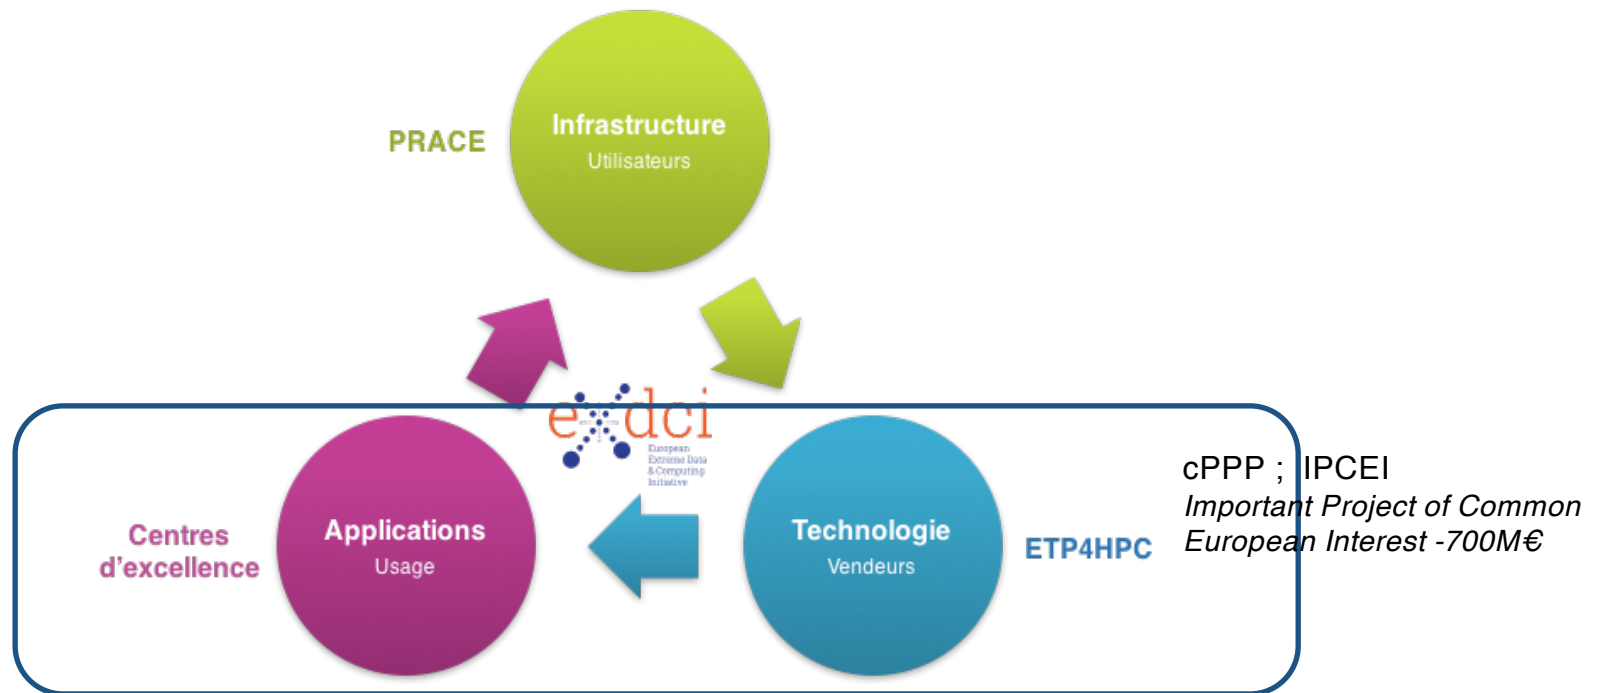 Infrastructure
PRACE
Utilisateurs
exdci
European
Extreme Data
& Computing
Initiative
cPPP ; IPCEI
Important Project of Common
European Interest -700M€
Centres
d’excellence
Applications
Usage
Technologie
Vendeurs
ETP4HPC